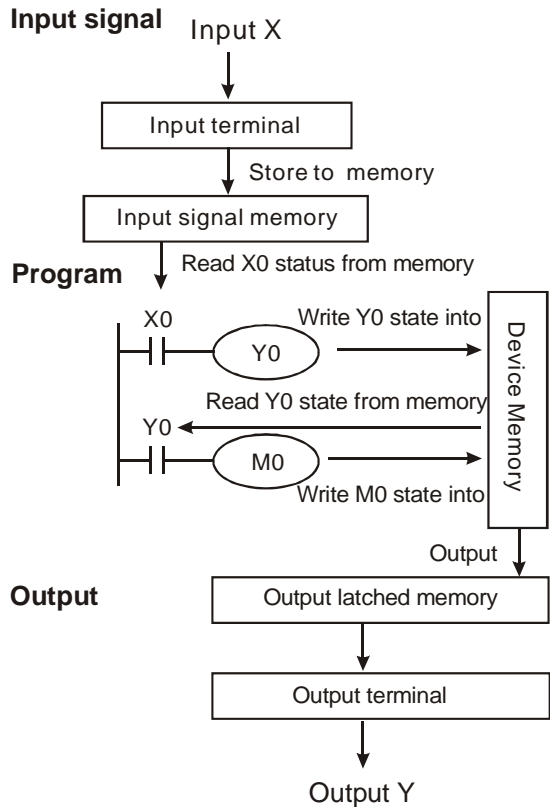 Input signal
Input X
Input terminal
Store to memory
Input signal memory
Read X0 status from memory
Program
X0
Write Y0 state into
Y0
Device Memory
Read Y0 state from memory
Y0
M0
Write M0 state into
Output
Output
Output latched memory
Output terminal
Output Y